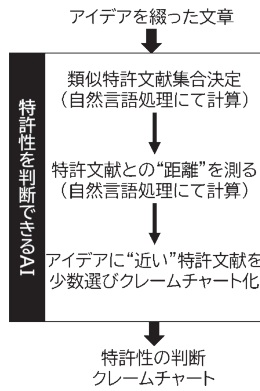 アイデアを綴った文章
特許性を判断できるAI
類似特許文献集合決定
（自然言語処理にて計算）
特許文献との“距離”を測る
（自然言語処理にて計算）
アイデアに“近い”特許文献を
少数選びクレームチャート化
特許性の判断
クレームチャート